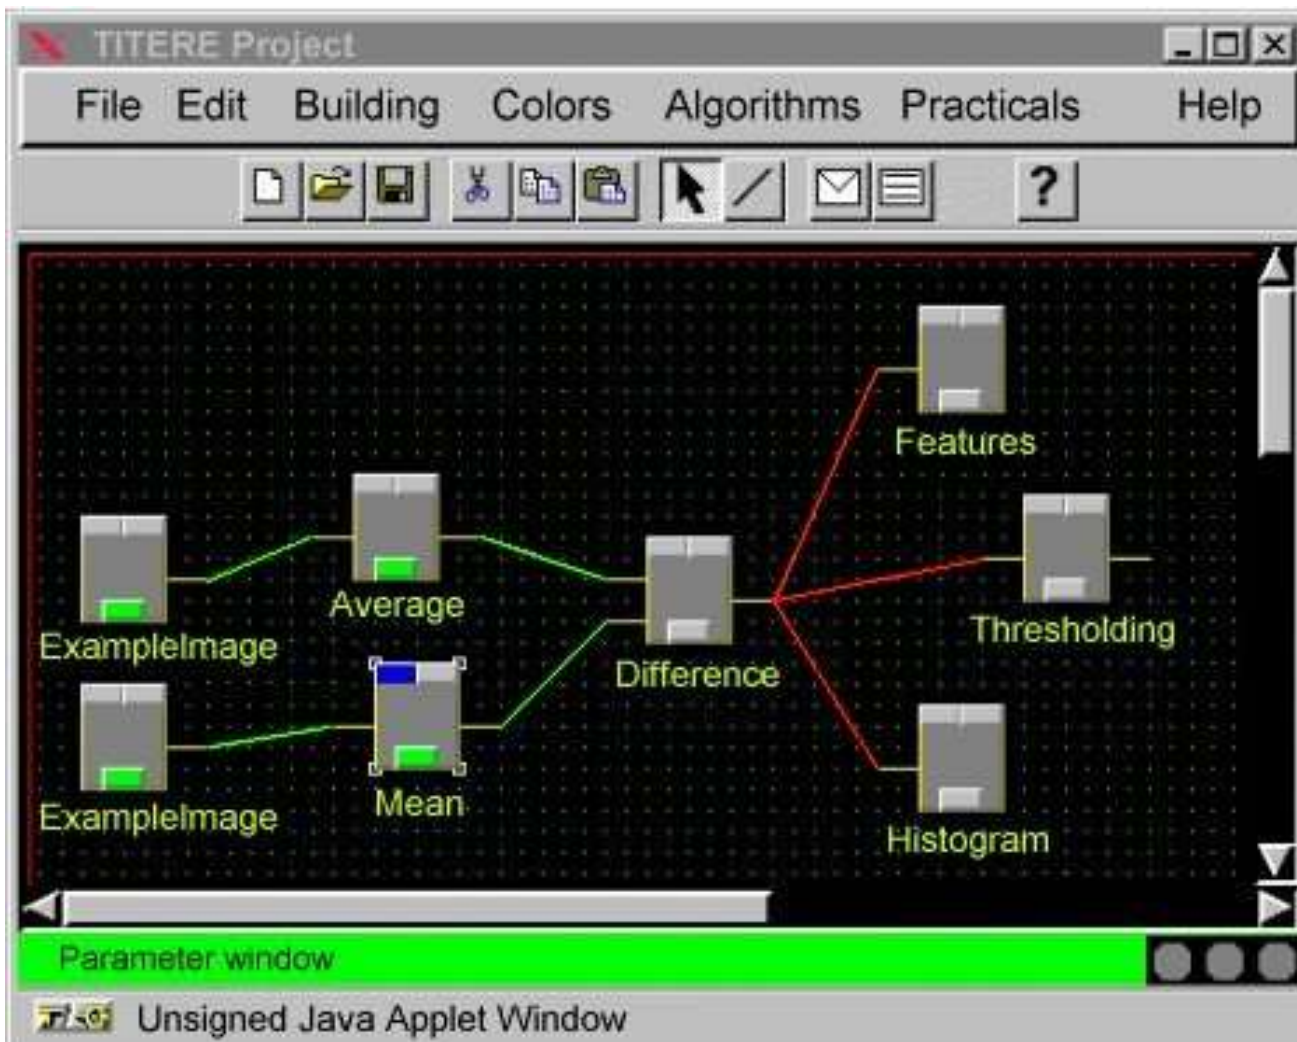 TITERE Project
File Edit Building Colors Algorithms Practicals Help
?
Features
Average
Thresholding
ExampleImage
Difference
Mean
ExampleImage
Histogram
Parameter window
Unsigned Java Applet Window